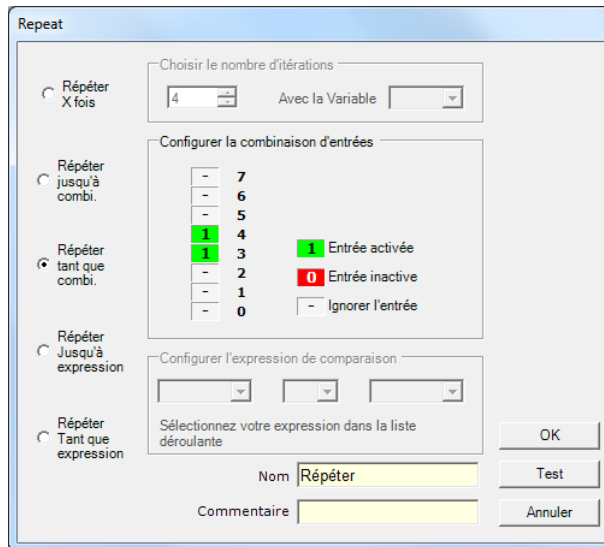 Repeat
Choisir le nombre d'itérations
Répéter
X fois
4
Avec la Variable
Configurer la combinaison d'entrées
Répéter
jusqu'à
combi.
- 7
- 6
- 5
1 4
1 3
- 2
- 1
- 0
1 Entrée activée
0 Entrée inactive
- Ignorer l'entrée
Répéter
tant que
combi.
Répéter
Jusqu'à
expression
Configurer l'expression de comparaison
Sélectionnez votre expression dans la liste
déroulante
Répéter
Tant que
expression
OK
Nom Répéter
Test
Commentaire
Annuler